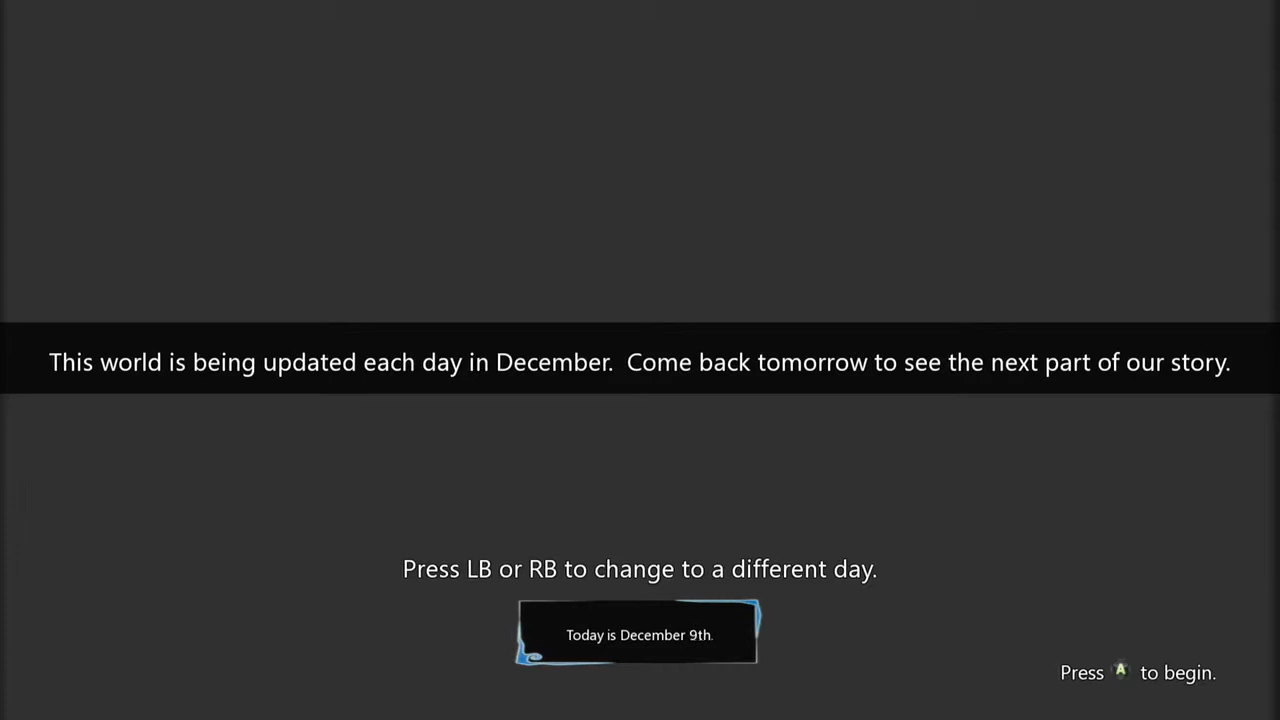 This world is being updated each day in December.  Come back tomorrow to see the next part of our story.
Press LB or RB to change to a different day.
Today is December 9th.
Press A to begin.